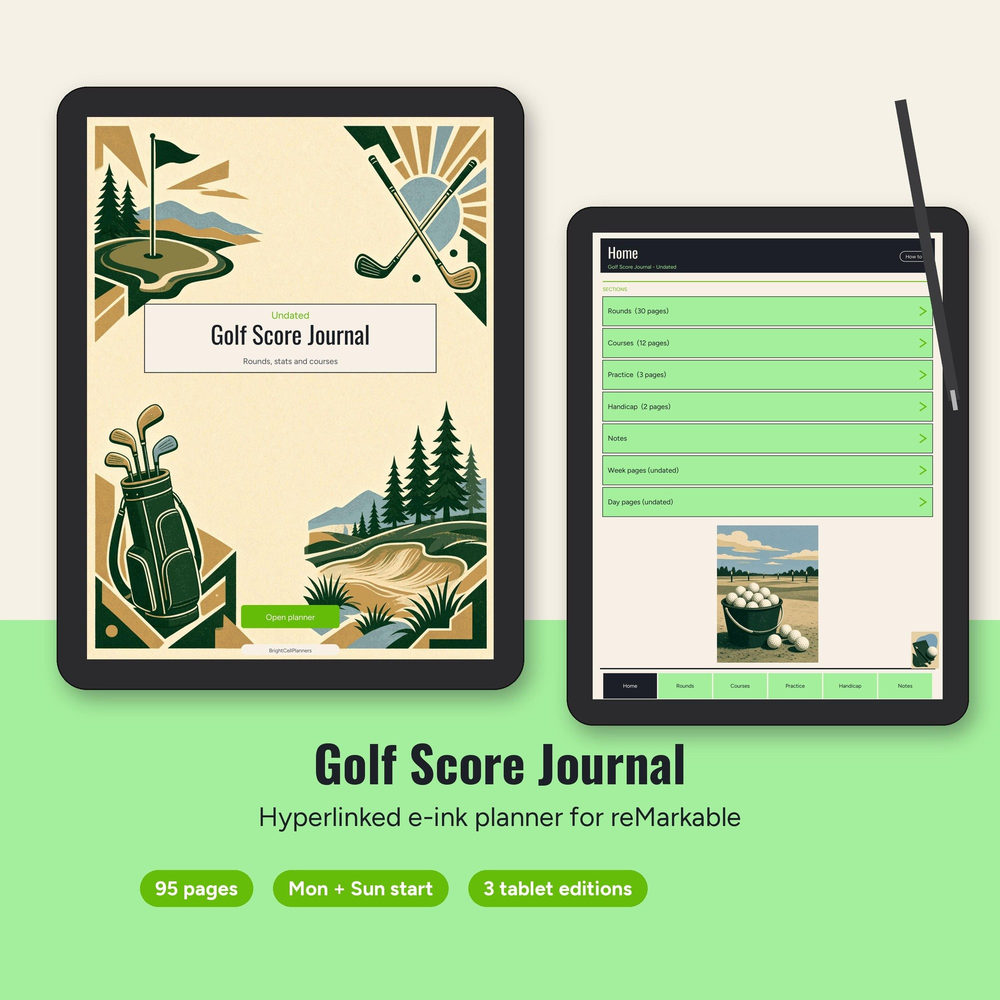 Undated
Golf Score Journal
Rounds, stats and courses
Open planner
BrightCellPlanners
Home
Golf Score Journal - Undated
How to
SECTIONS
Rounds (30 pages)
Courses (12 pages)
Practice (3 pages)
Handicap (2 pages)
Notes
Week pages (undated)
Day pages (undated)
Home
Rounds
Courses
Practice
Handicap
Notes
Golf Score Journal
Hyperlinked e-ink planner for reMarkable
95 pages
Mon + Sun start
3 tablet editions